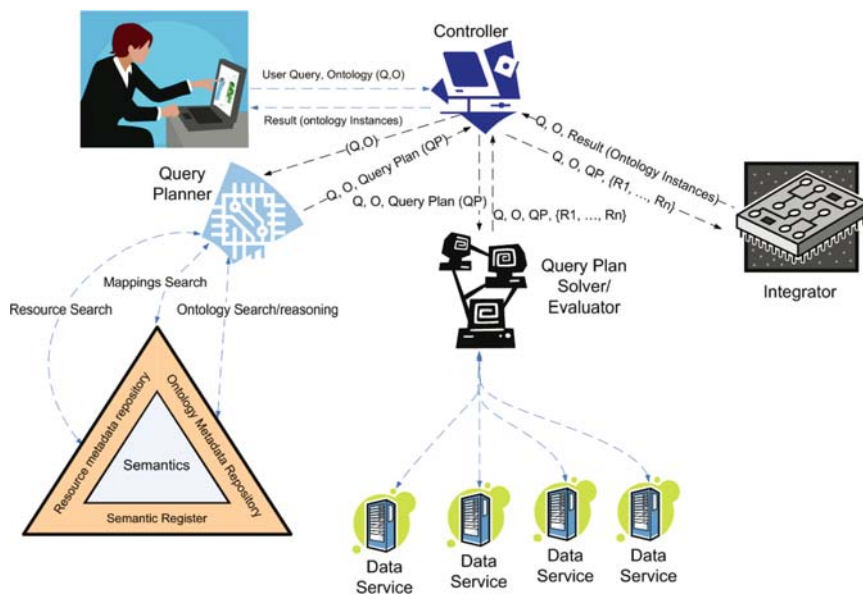 Controller
User Query, Ontology (Q,O)
Result (ontology Instances)
(Q,O)
Q, O, Query Plan (QP)
Q, O, Query Plan (QP)
Q, O, QP, {R1, ..., Rn}
Q, O, Result (Ontology Instances)
Q, O, QP, {R1, ..., Rn}
Query
Planner
Integrator
Query Plan
Solver/
Evaluator
Mappings Search
Resource Search
Ontology Search/reasoning
Resource metadata repository
Ontology Metadata Repository
Semantics
Semantic Register
Data
Service
Data
Service
Data
Service
Data
Service